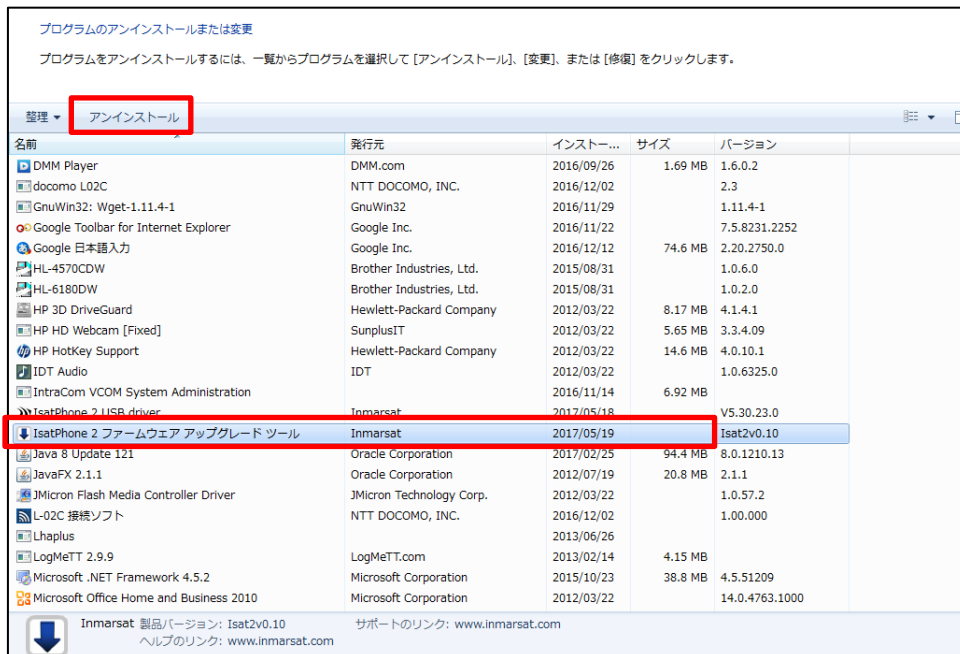 プログラムのアンインストールまたは変更
プログラムをアンインストールするには、一覧からプログラムを選択して [アンインストール]、[変更]、または [修復] をクリックします。
整理 アンインストール
名前 発行元 インストー... サイズ バージョン
DMM Player DMM.com 2016/09/26 1.69 MB 1.6.0.2
docomo L02C NTT DOCOMO, INC. 2016/12/02 2.3
GnuWin32: Wget-1.11.4-1 GnuWin32 2016/11/29 1.11.4-1
Google Toolbar for Internet Explorer Google Inc. 2016/11/22 7.5.8231.2252
Google 日本語入力 Google Inc. 2016/12/12 74.6 MB 2.20.2750.0
HL-4570CDW Brother Industries, Ltd. 2015/08/31 1.0.6.0
HL-6180DW Brother Industries, Ltd. 2015/08/31 1.0.2.0
HP 3D DriveGuard Hewlett-Packard Company 2012/03/22 8.17 MB 4.1.4.1
HP HD Webcam [Fixed] SunplusIT 2012/03/22 5.65 MB 3.3.4.09
HP HotKey Support Hewlett-Packard Company 2012/03/22 14.6 MB 4.0.10.1
IDT Audio IDT 2012/03/22 1.0.6325.0
IntraCom VCOM System Administration 2016/11/14 6.92 MB
IsatPhone 2 USB driver Inmarsat 2017/05/18 V5.30.23.0
IsatPhone 2 ファームウェア アップグレード ツール Inmarsat 2017/05/19 Isat2v0.10
Java 8 Update 121 Oracle Corporation 2017/02/25 94.4 MB 8.0.1210.13
JavaFX 2.1.1 Oracle Corporation 2012/07/19 20.8 MB 2.1.1
JMicron Flash Media Controller Driver JMicron Technology Corp. 2012/03/22 1.0.57.2
L-02C 接続ソフト NTT DOCOMO, INC. 2016/12/02 1.00.000
Lhaplus 2013/06/26
LogMeTT 2.9.9 LogMeTT.com 2013/02/14 4.15 MB
Microsoft .NET Framework 4.5.2 Microsoft Corporation 2015/10/23 38.8 MB 4.5.51209
Microsoft Office Home and Business 2010 Microsoft Corporation 2012/03/22 14.0.4763.1000
Inmarsat 製品バージョン: Isat2v0.10 サポートのリンク: www.inmarsat.com
ヘルプのリンク: www.inmarsat.com